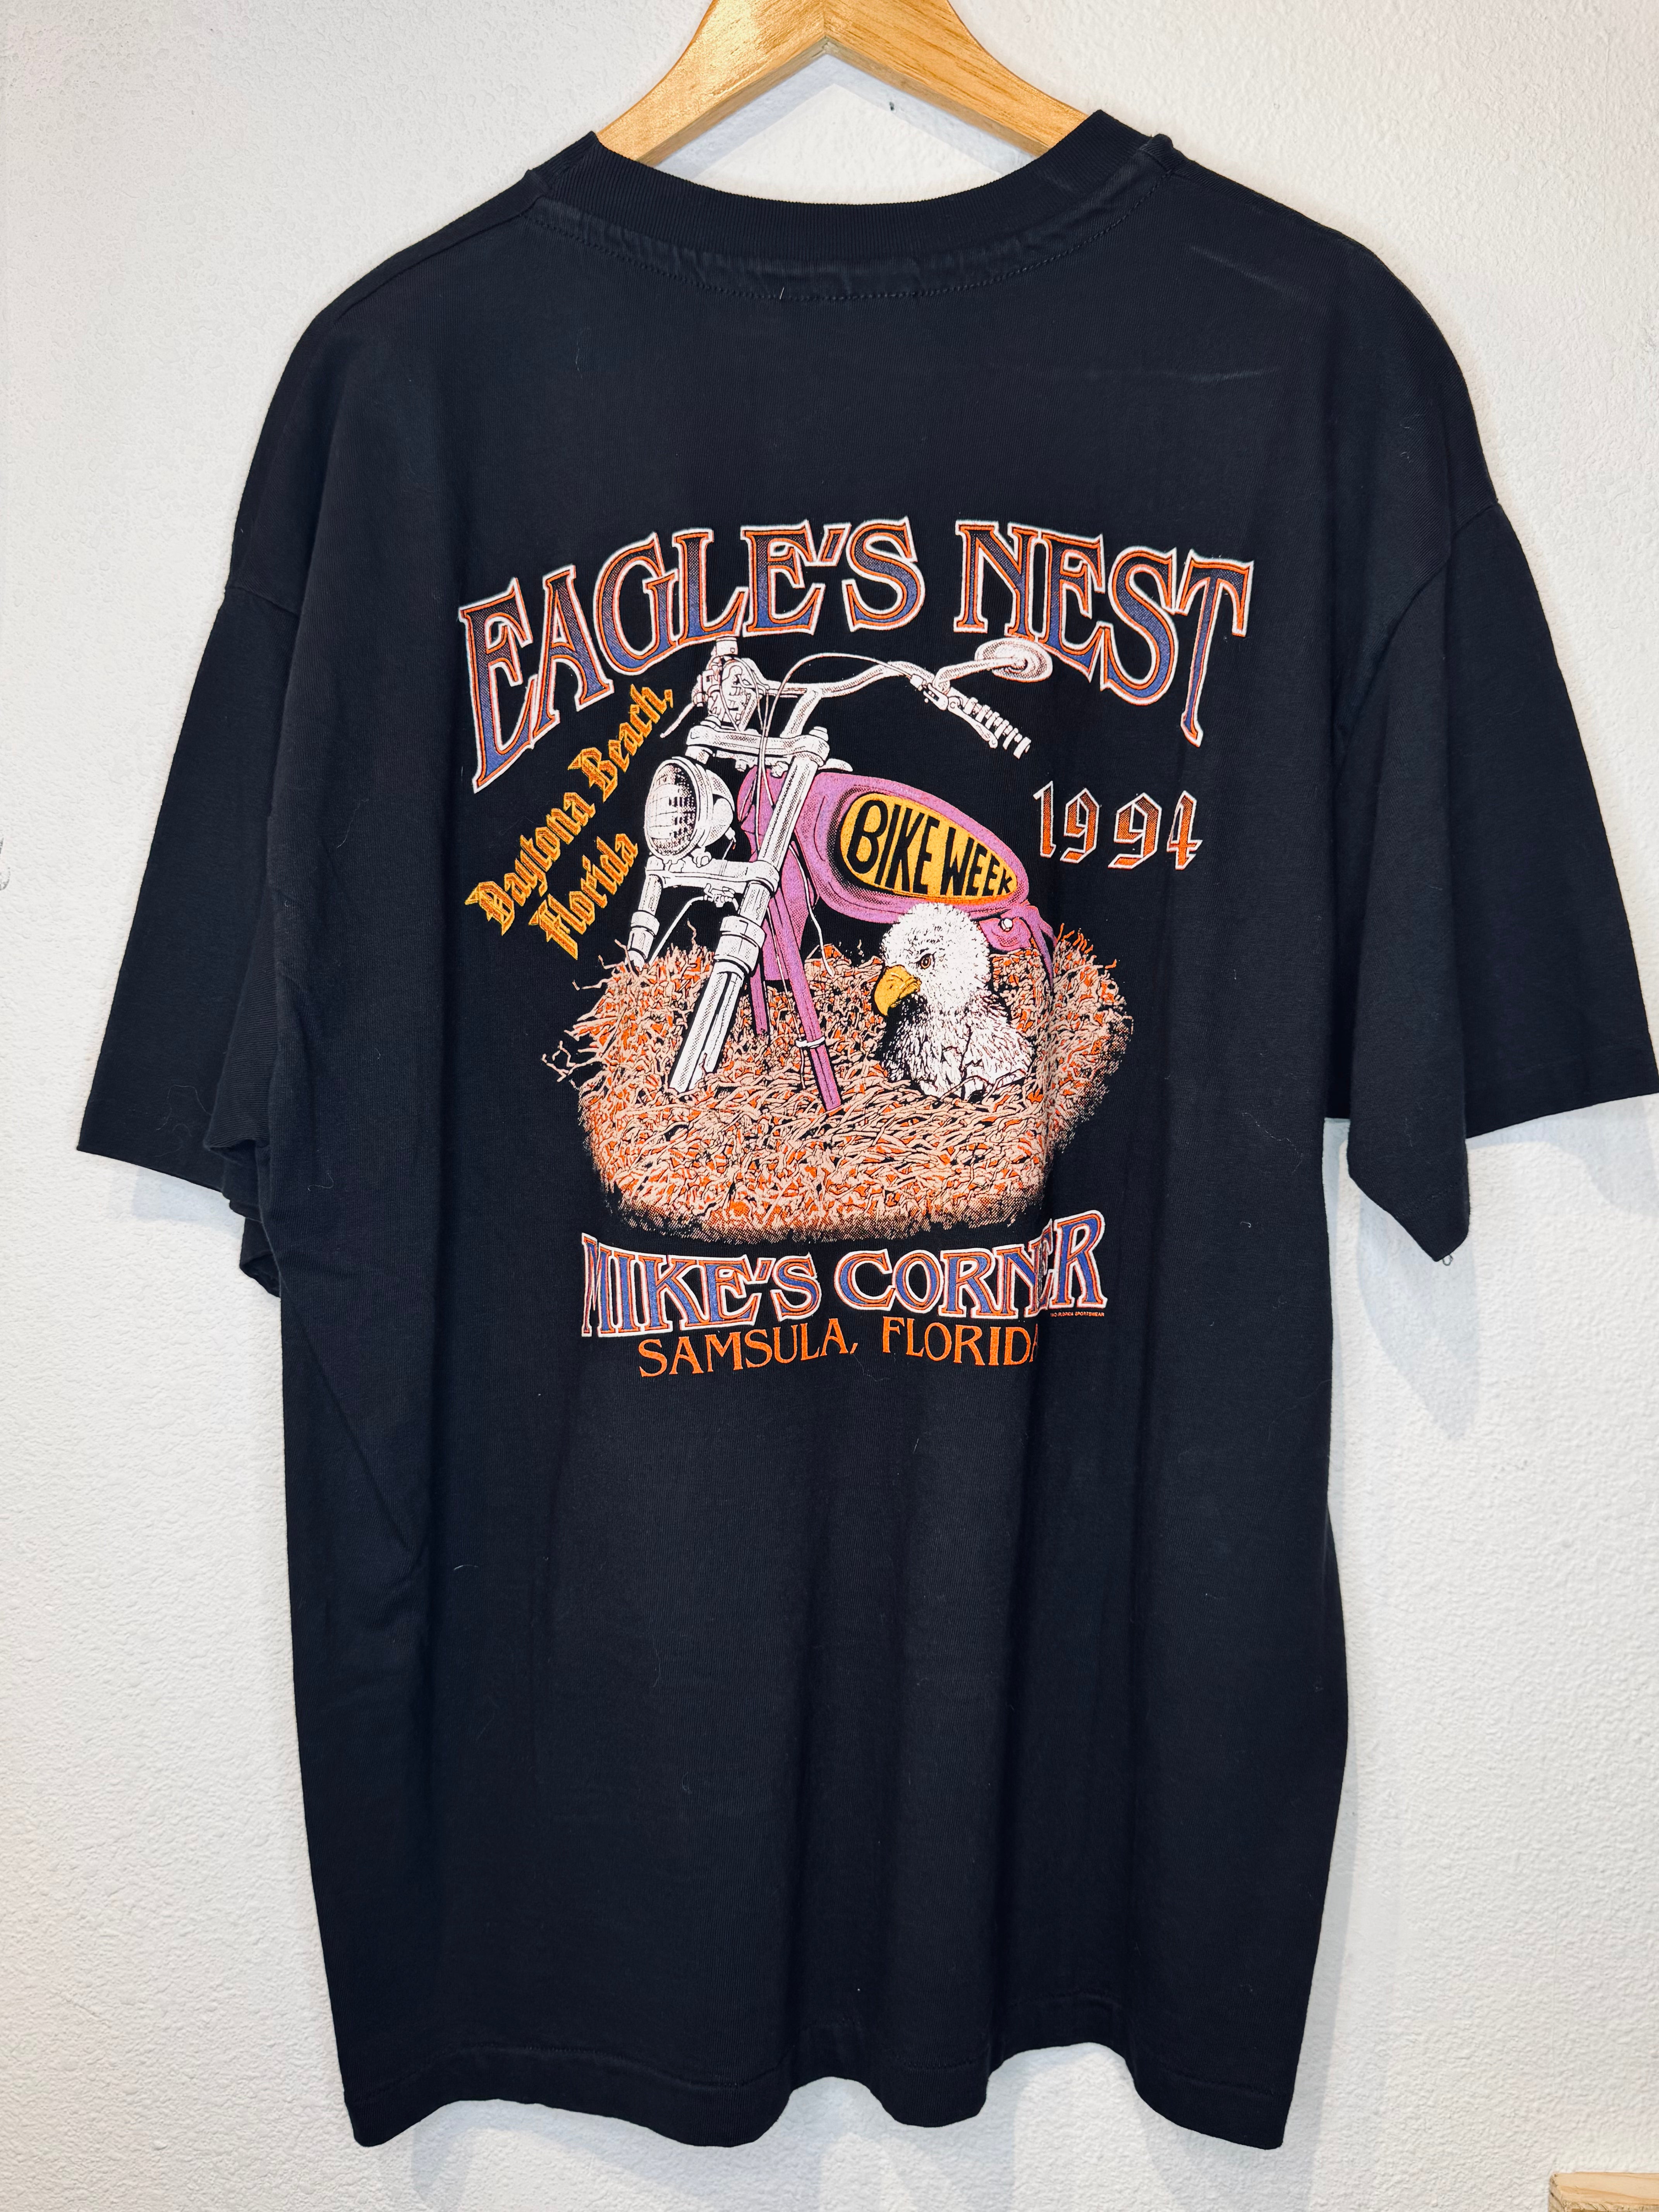 EAGLE'S NEST
Daytona Beach,
Florida
1994
BIKE WEEK
MIKE'S CORNER
SAMSULA, FLORIDA